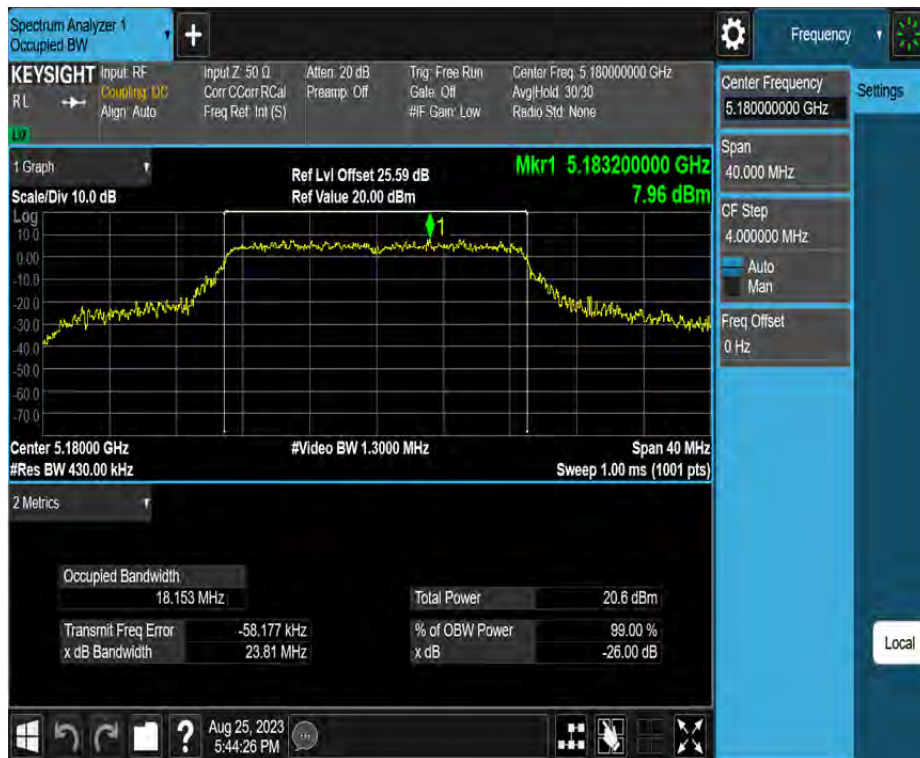 Spectrum Analyzer 1
Occupied BW
+
Frequency
KEYSIGHT
RL
Input: RF
Coupling: DC
Align: Auto
Input Z: 50 Ω
Corr CCorr RCal
Freq Ref: Int (S)
Atten: 20 dB
Preamp: Off
Trig: Free Run
Gate: Off
#IF Gain: Low
Center Freq: 5.180000000 GHz
Avg|Hold: 30/30
Radio Std: None
Center Frequency
5.180000000 GHz
Settings
Span
40.000 MHz
CF Step
4.000000 MHz
Auto
Man
Freq Offset
0 Hz
1 Graph
Scale/Div 10.0 dB
Ref Lvl Offset 25.59 dB
Ref Value 20.00 dBm
Mkr1 5.183200000 GHz
7.96 dBm
Log
10.0
0.00
-10.0
-20.0
-30.0
-40.0
-50.0
-60.0
-70.0
1
Center 5.18000 GHz
#Res BW 430.00 kHz
#Video BW 1.3000 MHz
Span 40 MHz
Sweep 1.00 ms (1001 pts)
2 Metrics
Occupied Bandwidth
18.153 MHz
Total Power 20.6 dBm
Transmit Freq Error -58.177 kHz
% of OBW Power 99.00 %
x dB Bandwidth 23.81 MHz
x dB -26.00 dB
Local
?
Aug 25, 2023
5:44:26 PM